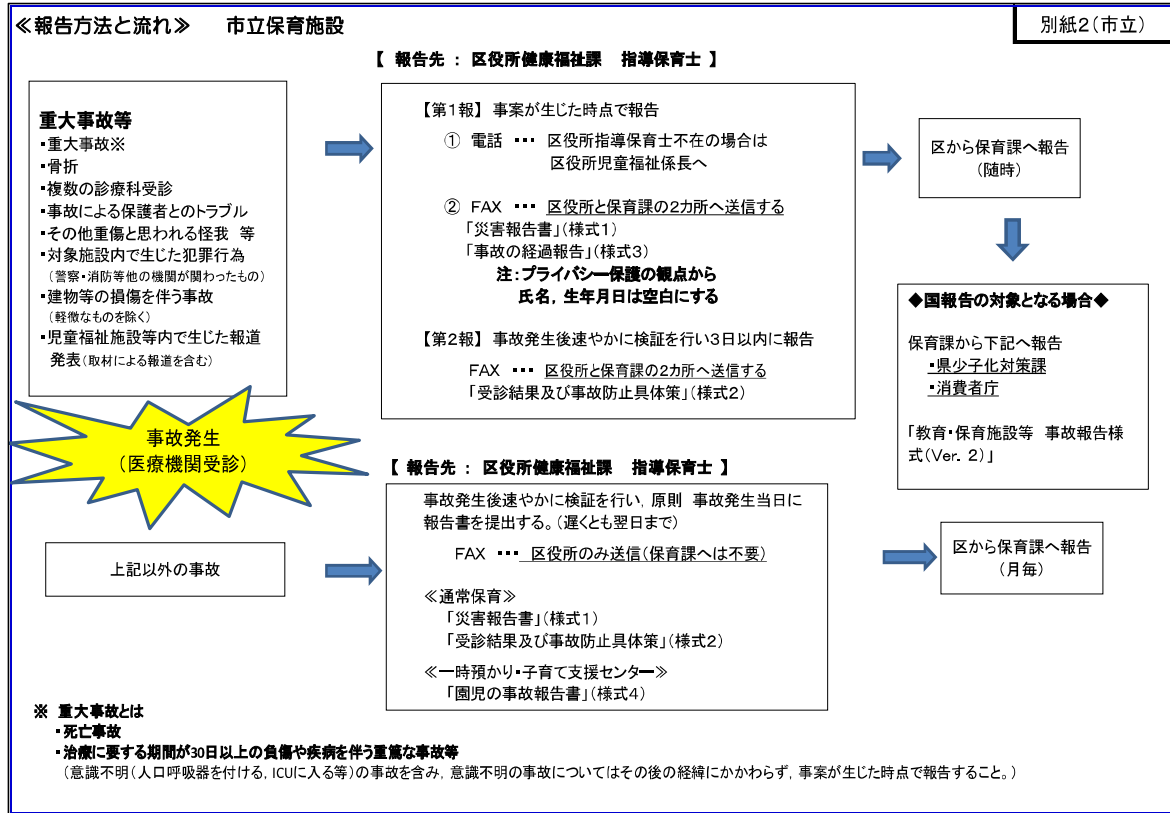 ≪報告方法と流れ≫　市立保育施設
別紙2(市立)
【 報告先 : 区役所健康福祉課　指導保育士 】
重大事故等
・重大事故※
・骨折
・複数の診療科受診
・事故による保護者とのトラブル
・その他重傷と思われる怪我 等
・対象施設内で生じた犯罪行為
(警察・消防等他の機関が関わったもの)
・建物等の損傷を伴う事故
(軽微なものを除く)
・児童福祉施設等内で生じた報道
発表(取材による報道を含む)
【第1報】 事案が生じた時点で報告
① 電話 ・・・ 区役所指導保育士不在の場合は
区役所児童福祉係長へ
② FAX ・・・ 区役所と保育課の2カ所へ送信する
「災害報告書」(様式1)
「事故の経過報告」(様式3)
注:プライバシー保護の観点から
氏名, 生年月日は空白にする
【第2報】 事故発生後速やかに検証を行い3日以内に報告
FAX ・・・ 区役所と保育課の2カ所へ送信する
「受診結果及び事故防止具体策」(様式2)
区から保育課へ報告
(随時)
◆国報告の対象となる場合◆
保育課から下記へ報告
・県少子化対策課
・消費者庁
「教育・保育施設等 事故報告様
式(Ver. 2)」
事故発生
(医療機関受診)
【 報告先 : 区役所健康福祉課　指導保育士 】
事故発生後速やかに検証を行い, 原則 事故発生当日に
報告書を提出する。(遅くとも翌日まで)
FAX ・・・ 区役所のみ送信(保育課へは不要)
≪通常保育≫
「災害報告書」(様式1)
「受診結果及び事故防止具体策」(様式2)
≪一時預かり・子育て支援センター≫
「園児の事故報告書」(様式4)
上記以外の事故
区から保育課へ報告
(月毎)
※ 重大事故とは
・死亡事故
・治療に要する期間が30日以上の負傷や疾病を伴う重篤な事故等
(意識不明(人口呼吸器を付ける, ICUに入る等)の事故を含み, 意識不明の事故についてはその後の経緯にかかわらず, 事案が生じた時点で報告すること。)